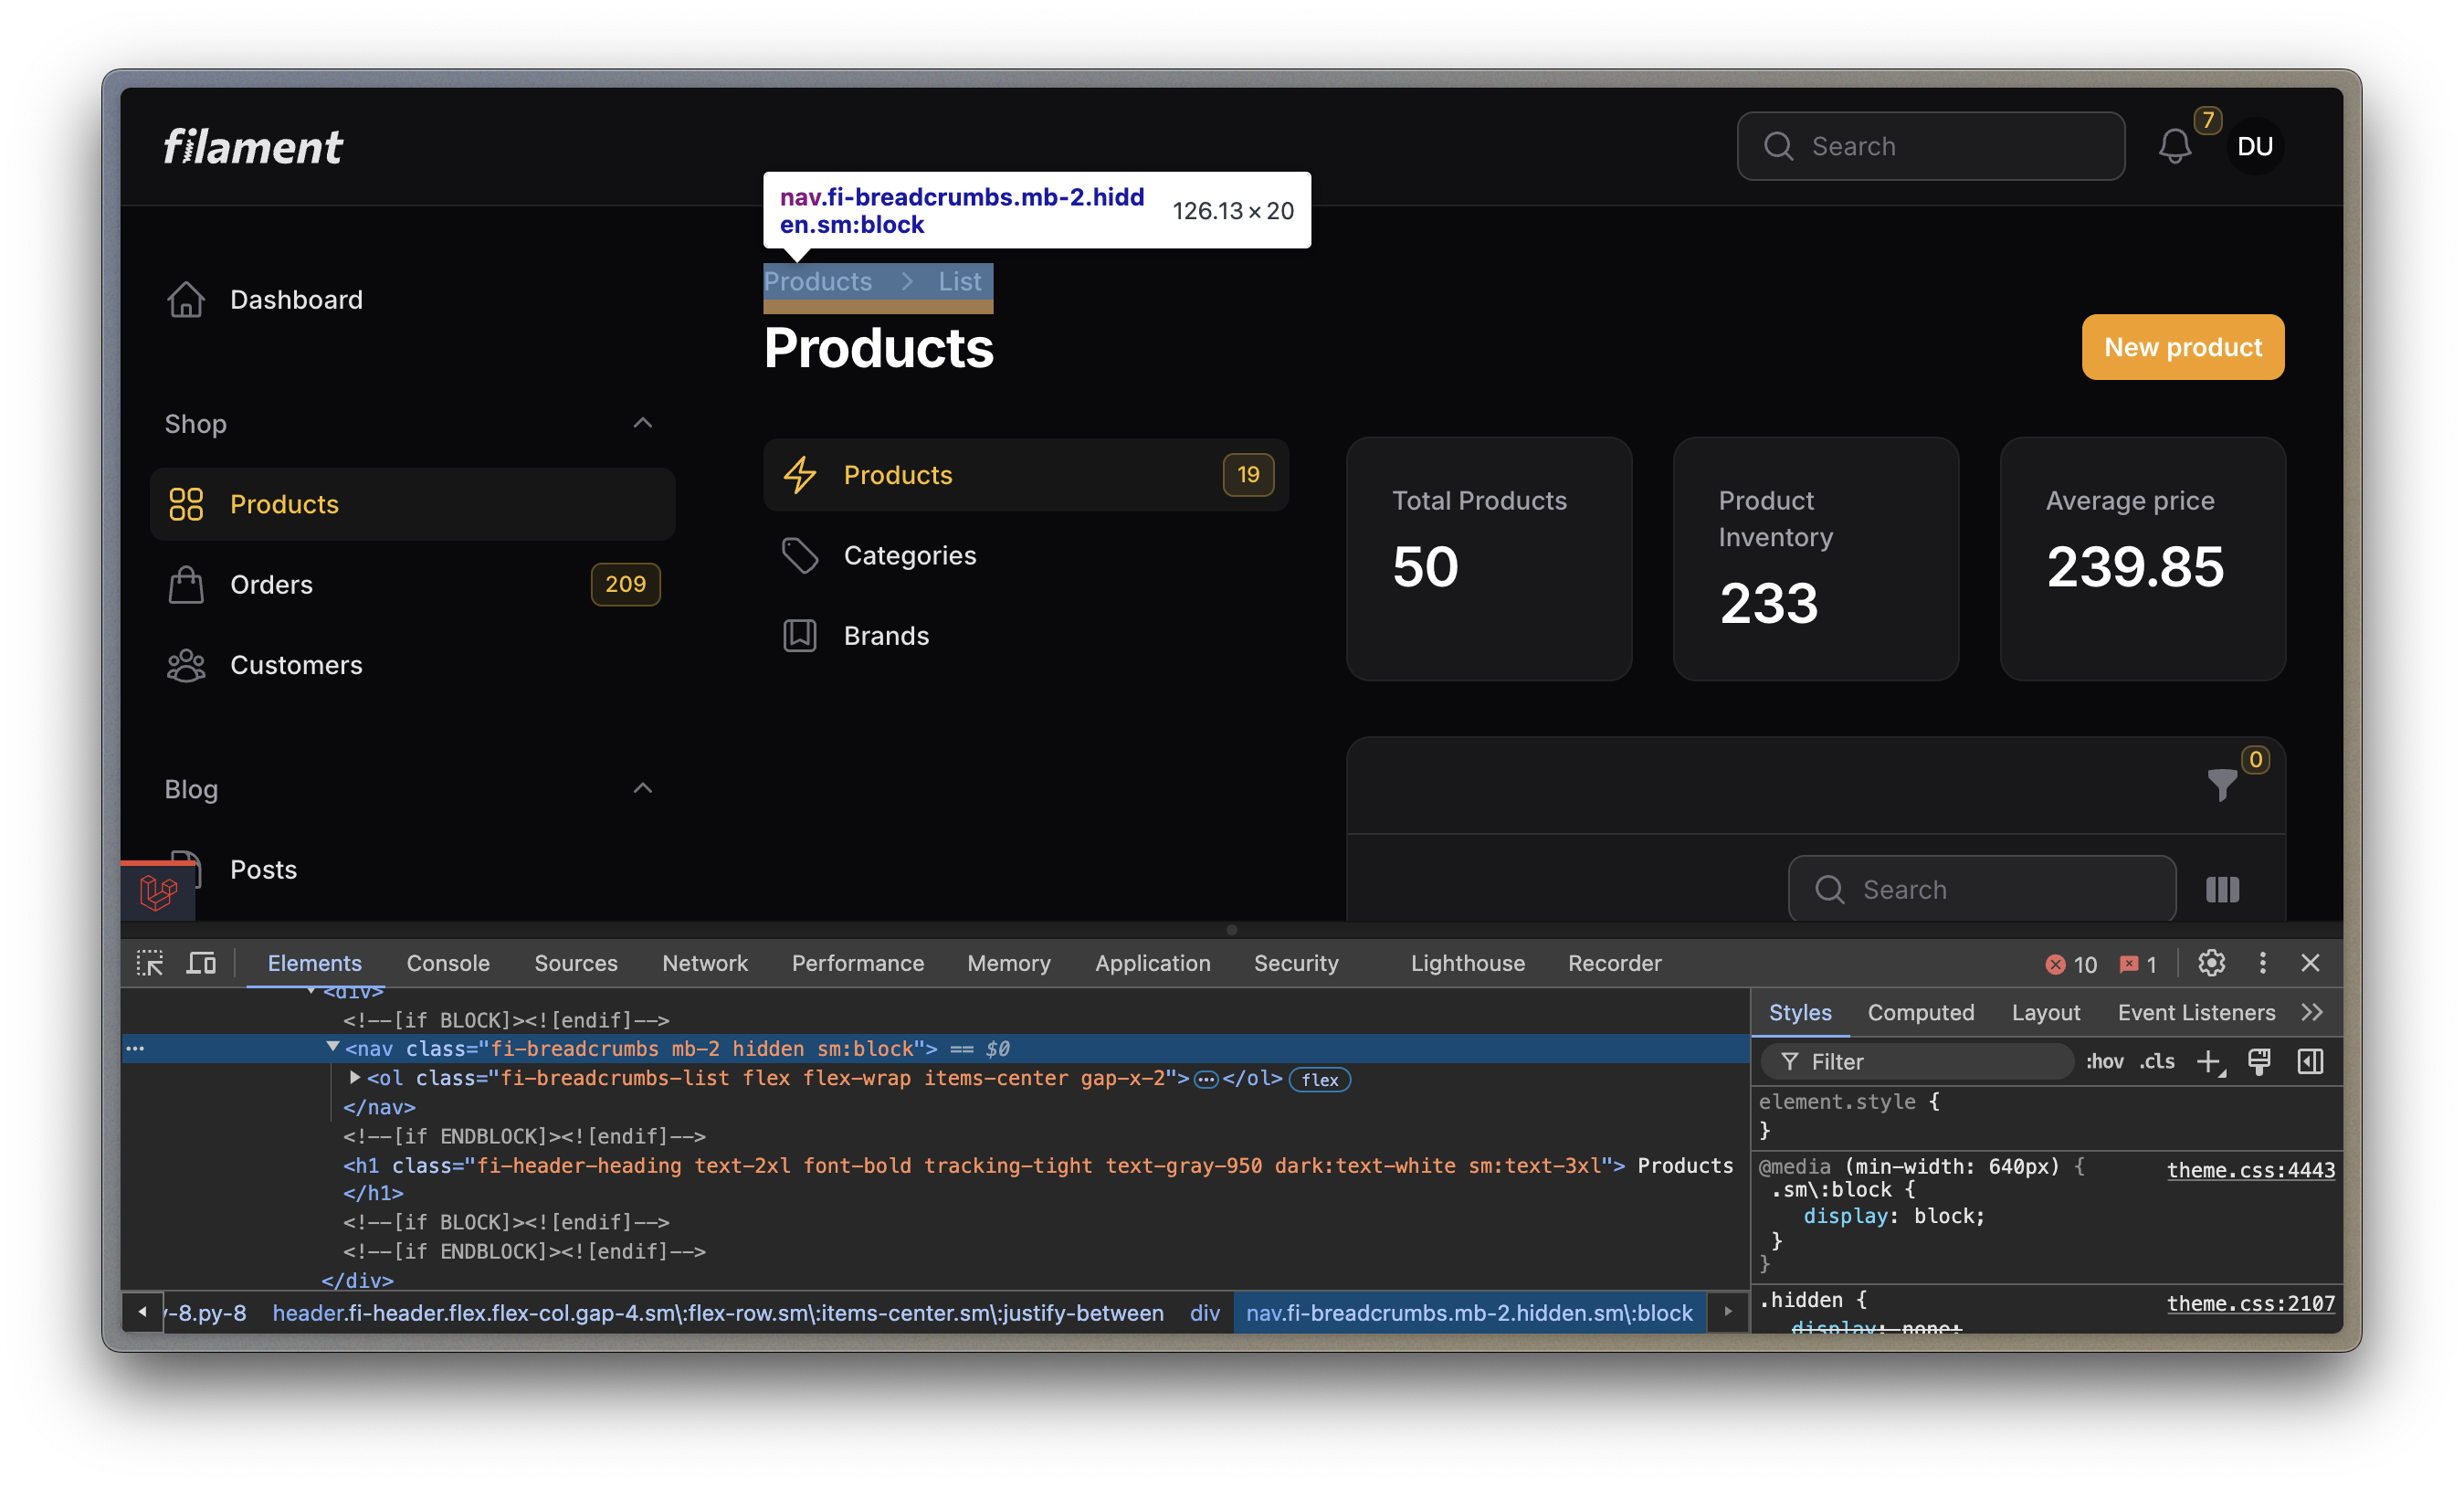 filament
Search
7
DU
nav.fi-breadcrumbs.mb-2.hidd
en.sm:block
126.13 × 20
Products > List
Products
New product
Dashboard
Shop
Products
Orders
209
Customers
Blog
Posts
Products
19
Categories
Brands
Total Products
50
Product
Inventory
233
Average price
239.85
0
Search
Elements
Console
Sources
Network
Performance
Memory
Application
Security
Lighthouse
Recorder
10
1
<div>
<!--[if BLOCK]><![endif]-->
<nav class="fi-breadcrumbs mb-2 hidden sm:block"> == $0
<ol class="fi-breadcrumbs-list flex flex-wrap items-center gap-x-2">…</ol> flex
</nav>
<!--[if ENDBLOCK]><![endif]-->
<h1 class="fi-header-heading text-2xl font-bold tracking-tight text-gray-950 dark:text-white sm:text-3xl"> Products
</h1>
<!--[if BLOCK]><![endif]-->
<!--[if ENDBLOCK]><![endif]-->
</div>
-8.py-8
header.fi-header.flex.flex-col.gap-4.sm\:flex-row.sm\:items-center.sm\:justify-between
div
nav.fi-breadcrumbs.mb-2.hidden.sm\:block
Styles
Computed
Layout
Event Listeners
Filter
:hov
.cls
element.style {
}
@media (min-width: 640px) {
theme.css:4443
.sm\:block {
display: block;
}
}
.hidden {
theme.css:2107
display: none;